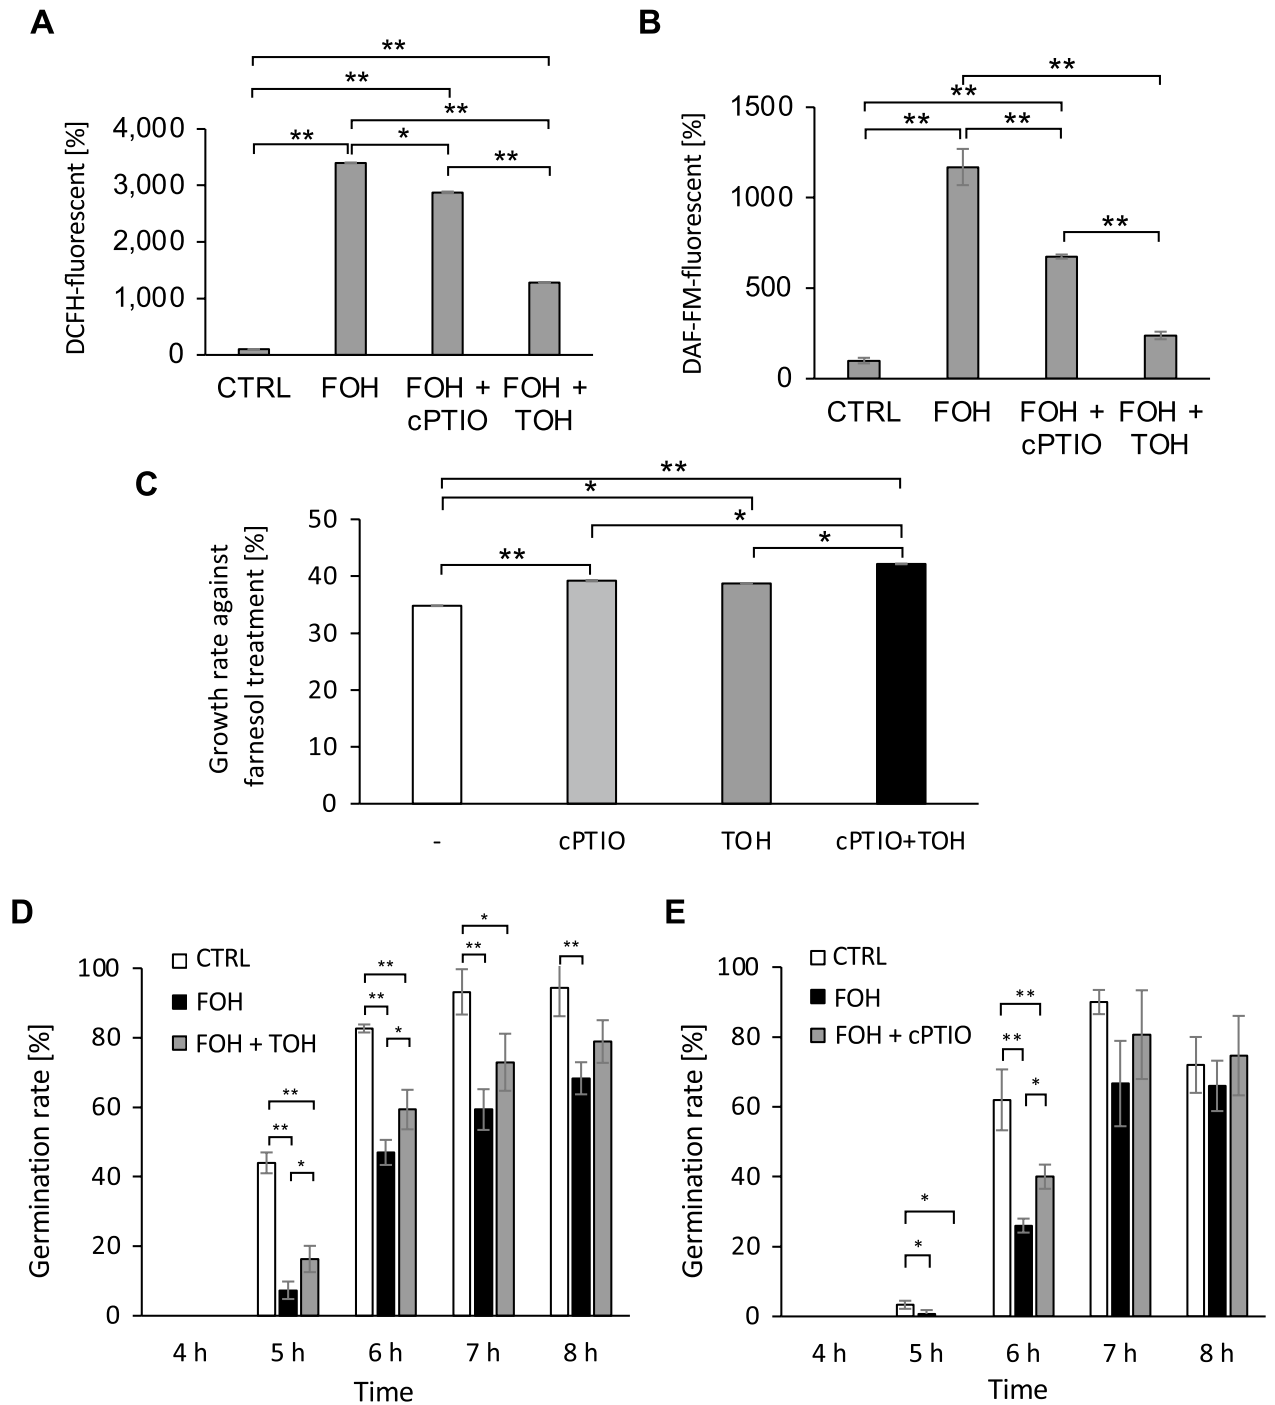 A
**
**
**
**
*
**
4,000
3,000
2,000
1,000
0
DCFH-fluorescent [%]
CTRL
FOH
FOH +
cPTIO
FOH +
TOH
B
**
**
**
**
**
1500
1000
500
0
DAF-FM-fluorescent [%]
CTRL
FOH
FOH +
cPTIO
FOH +
TOH
C
**
*
*
*
**
50
40
30
20
10
0
Growth rate against
farnesol treatment [%]
-
cPTIO
TOH
cPTIO+TOH
D
CTRL
FOH
FOH + TOH
**
**
*
**
**
*
*
**
**
100
80
60
40
20
0
Germination rate [%]
4 h
5 h
6 h
7 h
8 h
Time
E
CTRL
FOH
FOH + cPTIO
*
*
**
**
*
100
80
60
40
20
0
Germination rate [%]
4 h
5 h
6 h
7 h
8 h
Time